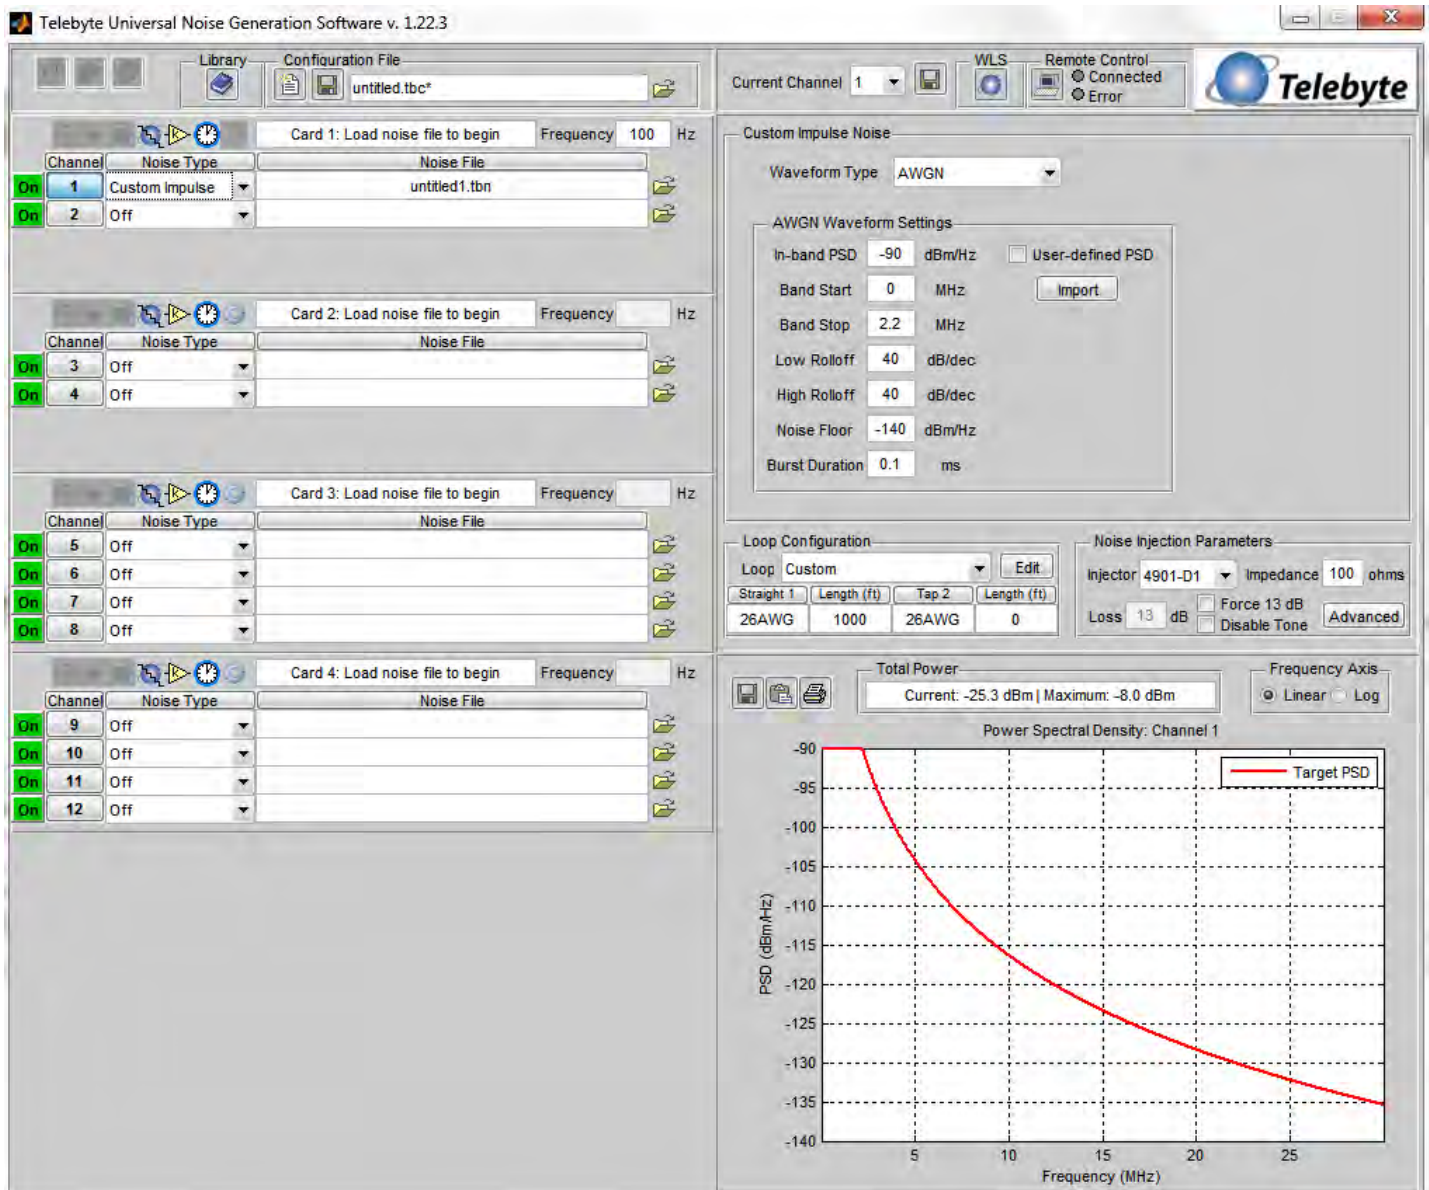 Telebyte Universal Noise Generation Software v. 1.22.3
Library
Configuration File
untitled.tbc*
Current Channel 1
WLS
Remote Control
Connected
Error
Telebyte
Card 1: Load noise file to begin Frequency 100 Hz
Channel Noise Type Noise File
On 1 Custom Impulse untitled1.tbn
On 2 Off
Card 2: Load noise file to begin Frequency Hz
Channel Noise Type Noise File
On 3 Off
On 4 Off
Card 3: Load noise file to begin Frequency Hz
Channel Noise Type Noise File
On 5 Off
On 6 Off
On 7 Off
On 8 Off
Card 4: Load noise file to begin Frequency Hz
Channel Noise Type Noise File
On 9 Off
On 10 Off
On 11 Off
On 12 Off
Custom Impulse Noise
Waveform Type AWGN
AWGN Waveform Settings
In-band PSD -90 dBm/Hz User-defined PSD
Band Start 0 MHz Import
Band Stop 2.2 MHz
Low Rolloff 40 dB/dec
High Rolloff 40 dB/dec
Noise Floor -140 dBm/Hz
Burst Duration 0.1 ms
Loop Configuration
Loop Custom Edit
Straight 1 Length (ft) Tap 2 Length (ft)
26AWG 1000 26AWG 0
Noise Injection Parameters
Injector 4901-D1 Impedance 100 ohms
Loss 13 dB Force 13 dB Advanced
Disable Tone
Total Power
Current: -25.3 dBm | Maximum: -8.0 dBm
Frequency Axis
Linear Log
Power Spectral Density: Channel 1
Target PSD
PSD (dBm/Hz)
-90
-95
-100
-105
-110
-115
-120
-125
-130
-135
-140
5 10 15 20 25
Frequency (MHz)